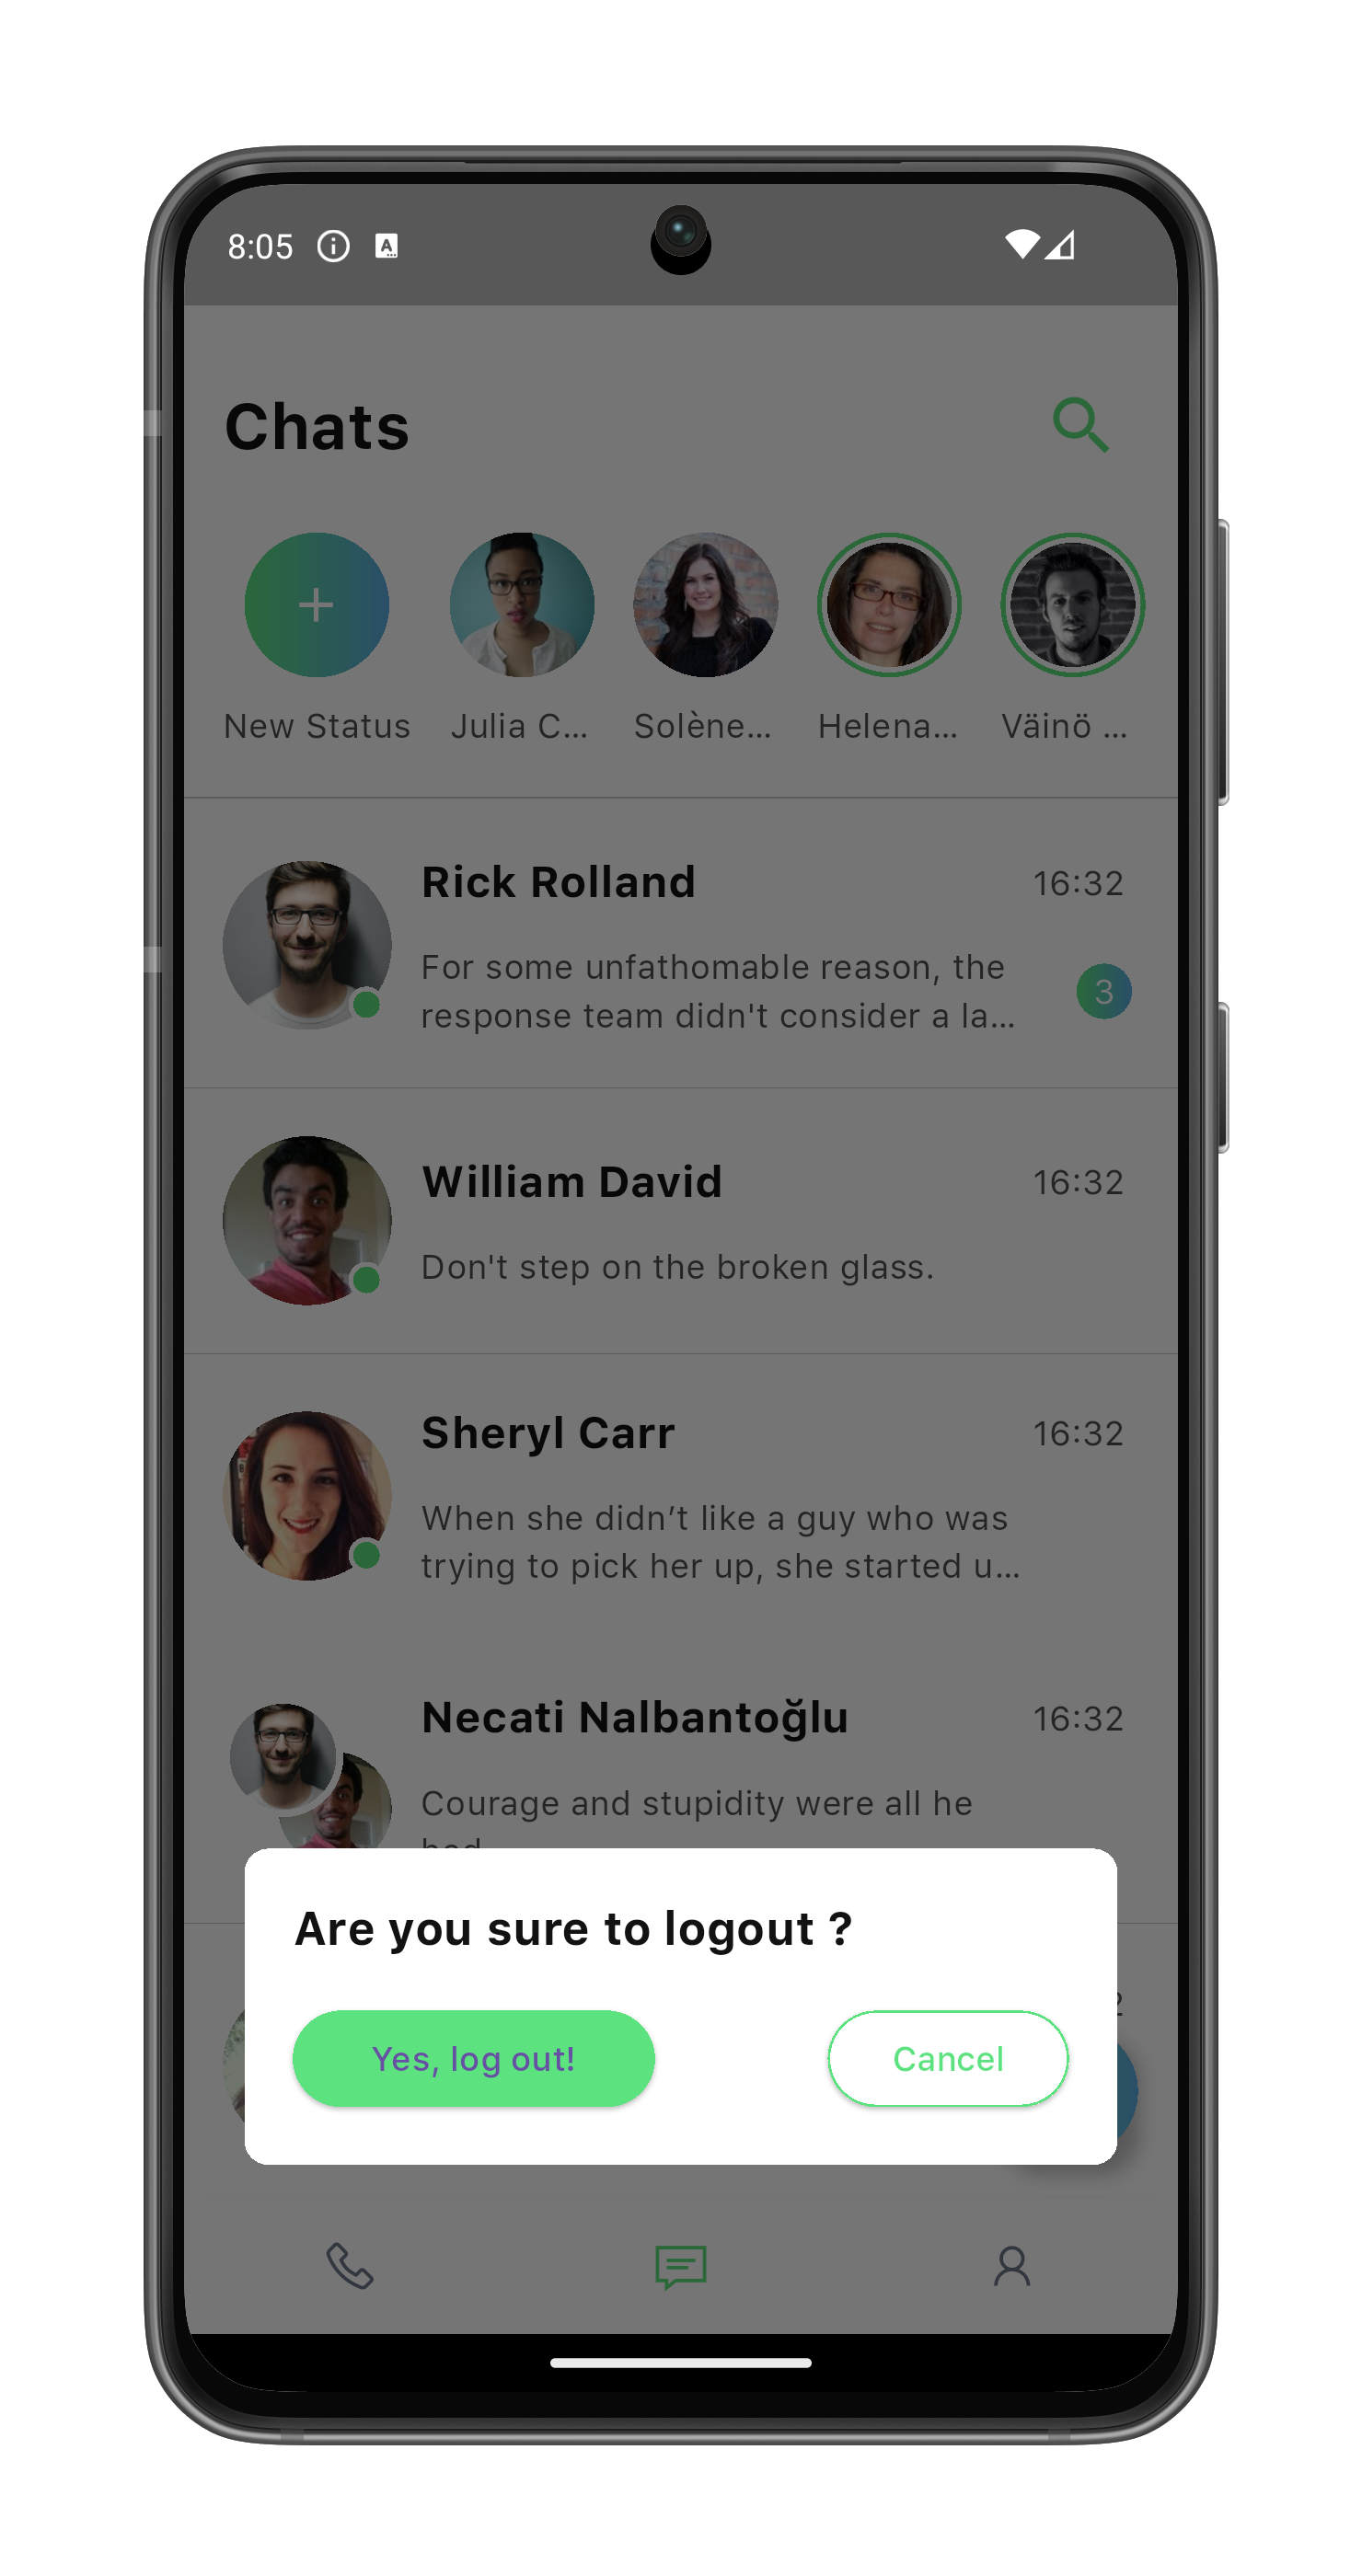 8:05
Chats
New Status
Julia C...
Solène...
Helena...
Väinö ...
Rick Rolland
16:32
For some unfathomable reason, the
response team didn't consider a la...
3
William David
16:32
Don't step on the broken glass.
Sheryl Carr
16:32
When she didn’t like a guy who was
trying to pick her up, she started u...
Necati Nalbantoğlu
16:32
Courage and stupidity were all he
Are you sure to logout ?
Yes, log out!
Cancel